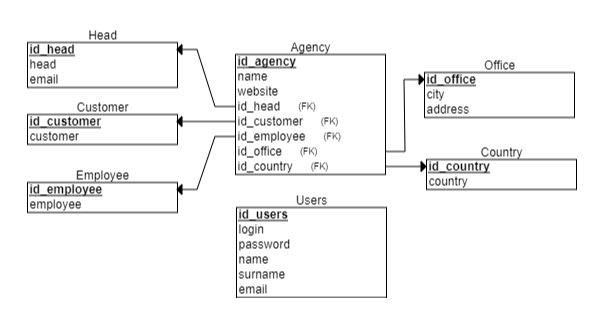 Head
id_head
head
email
Customer
id_customer
customer
Employee
id_employee
employee
Agency
id_agency
name
website
id_head (FK)
id_customer (FK)
id_employee (FK)
id_office (FK)
id_country (FK)
Users
id_users
login
password
name
surname
email
Office
id_office
city
address
Country
id_country
country